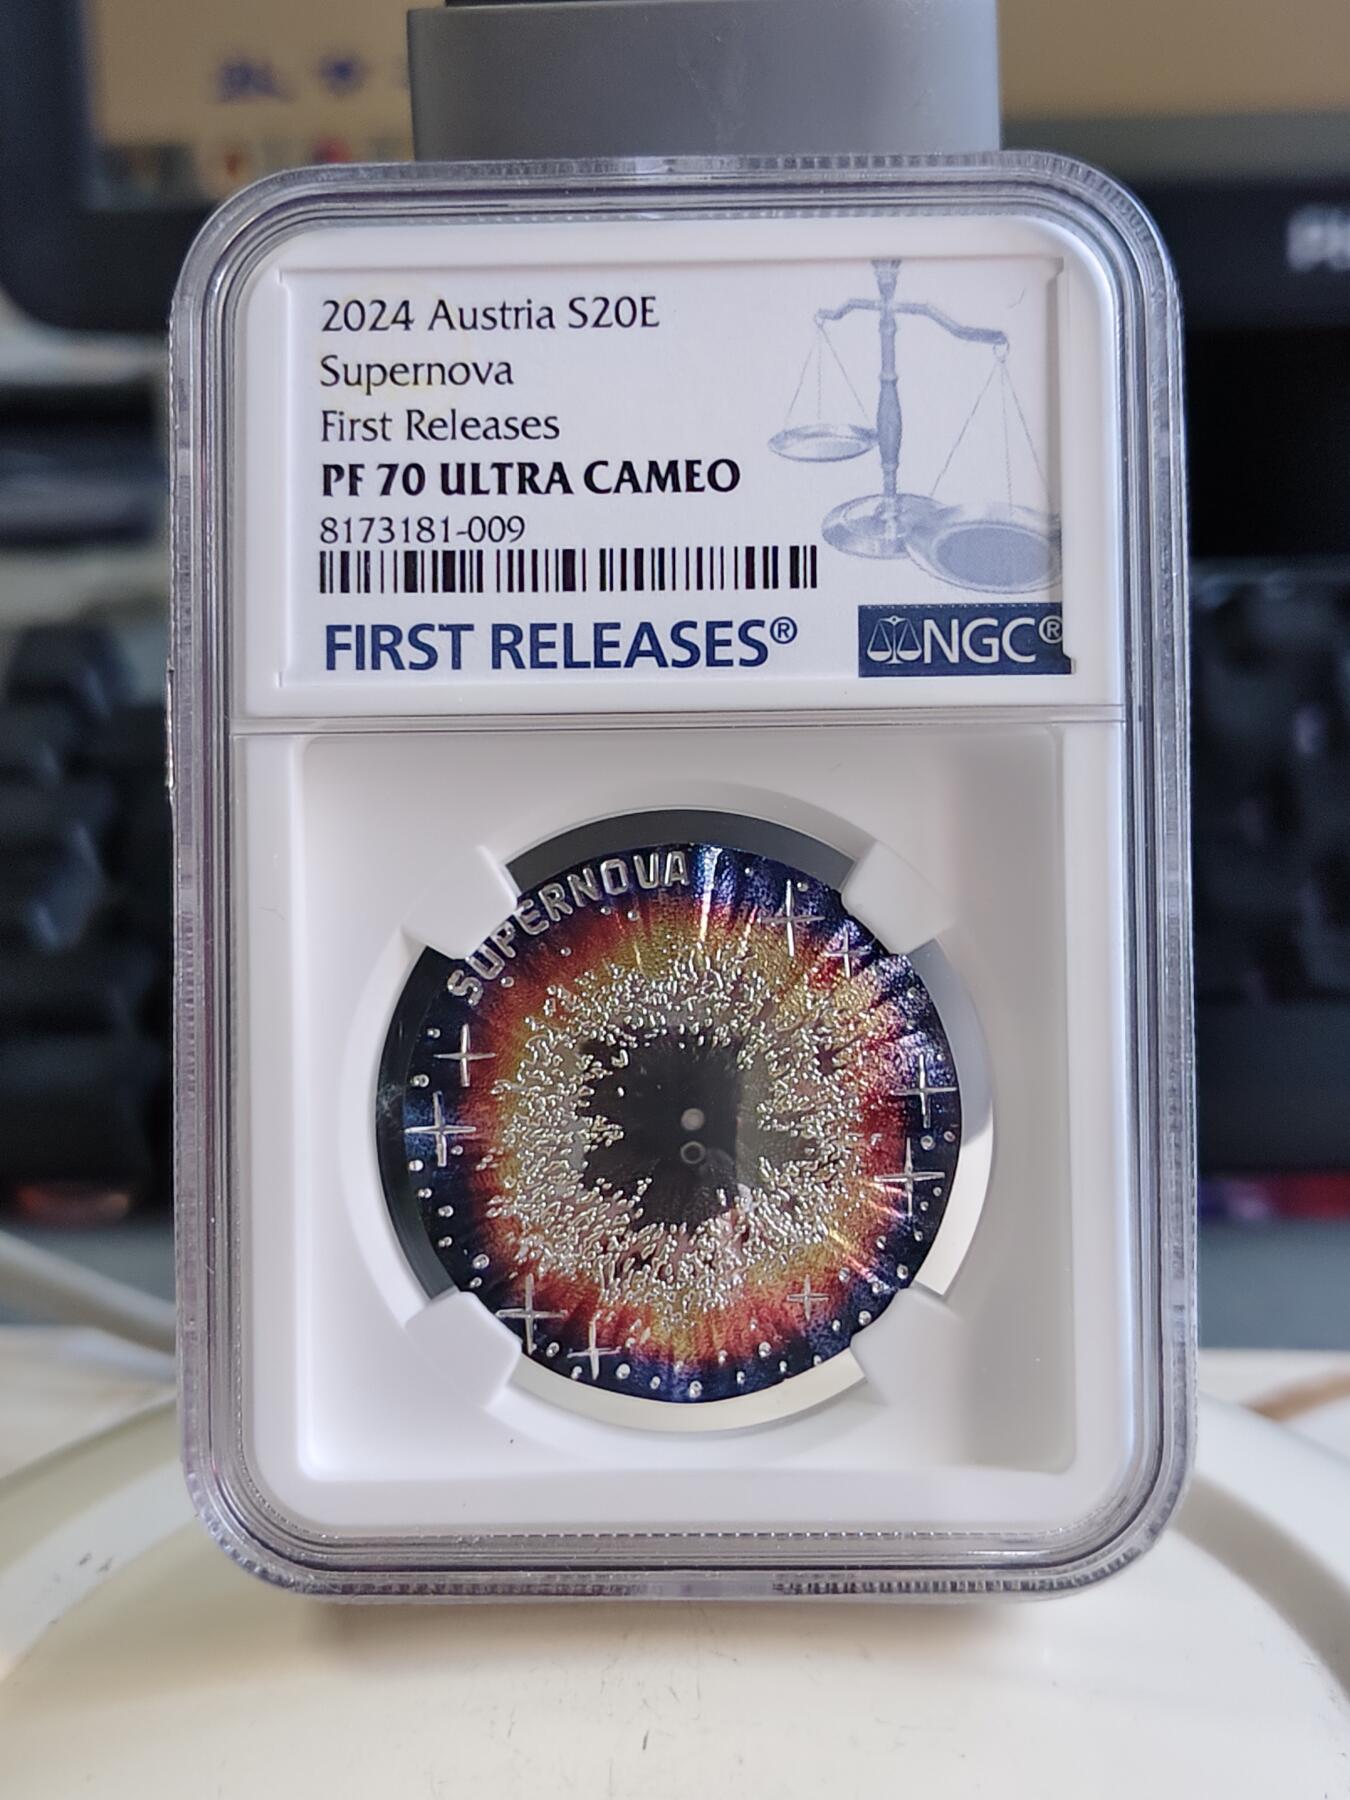 2024 Austria S20E
Supernova
First Releases
PF 70 ULTRA CAMEO
8173181-009
FIRST RELEASES®
NGC®
SUPERNOVA